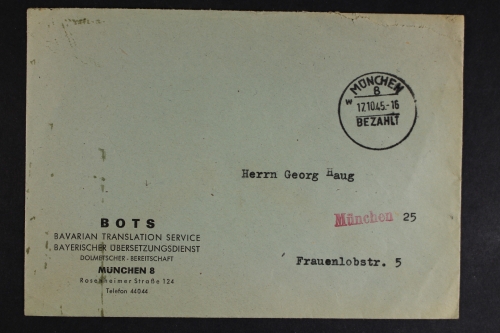 MÜNCHEN
8
W 17.10.45.-16
BEZAHLT
Herrn Georg Haug
München 25
Frauenlobstr. 5
BOTS
BAVARIAN TRANSLATION SERVICE
BAYERISCHER ÜBERSETZUNGSDIENST
DOLMETSCHER - BEREITSCHAFT
MÜNCHEN 8
Rosenheimer Straße 124
Telefon 44044